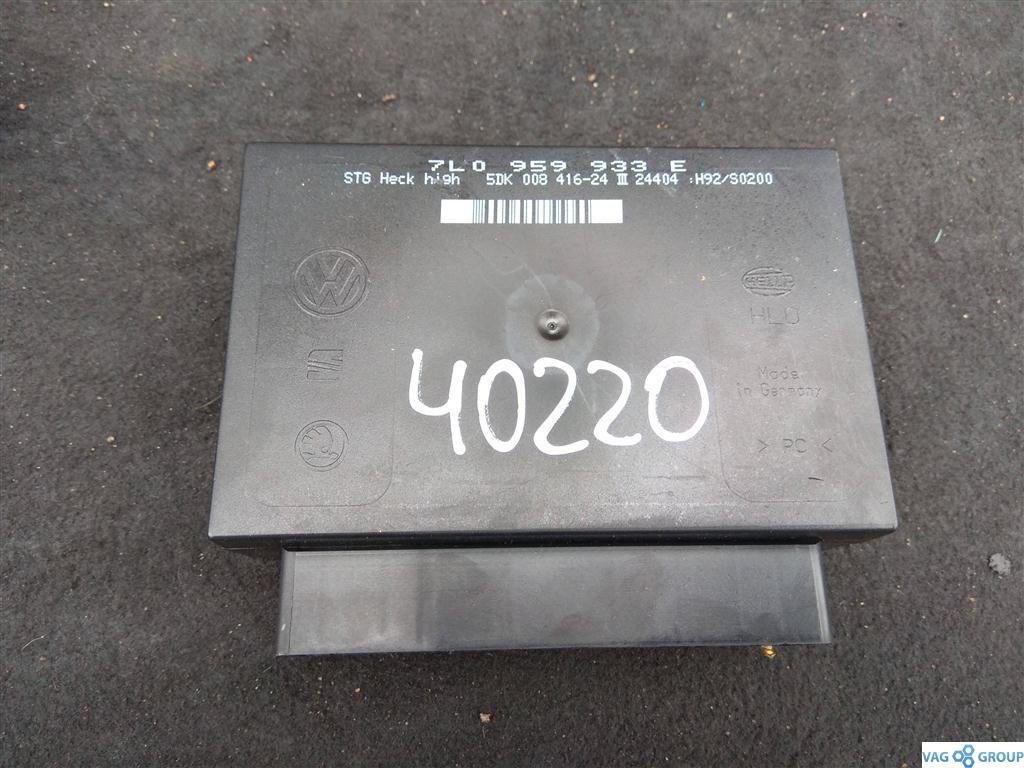 7L0 959 933 E
STG Heck high 5DK 008 416-24 III 24404 :H92/S0200
VW
HELLA
HLO
40220
Made
in Germany
> PC <
VAG GROUP